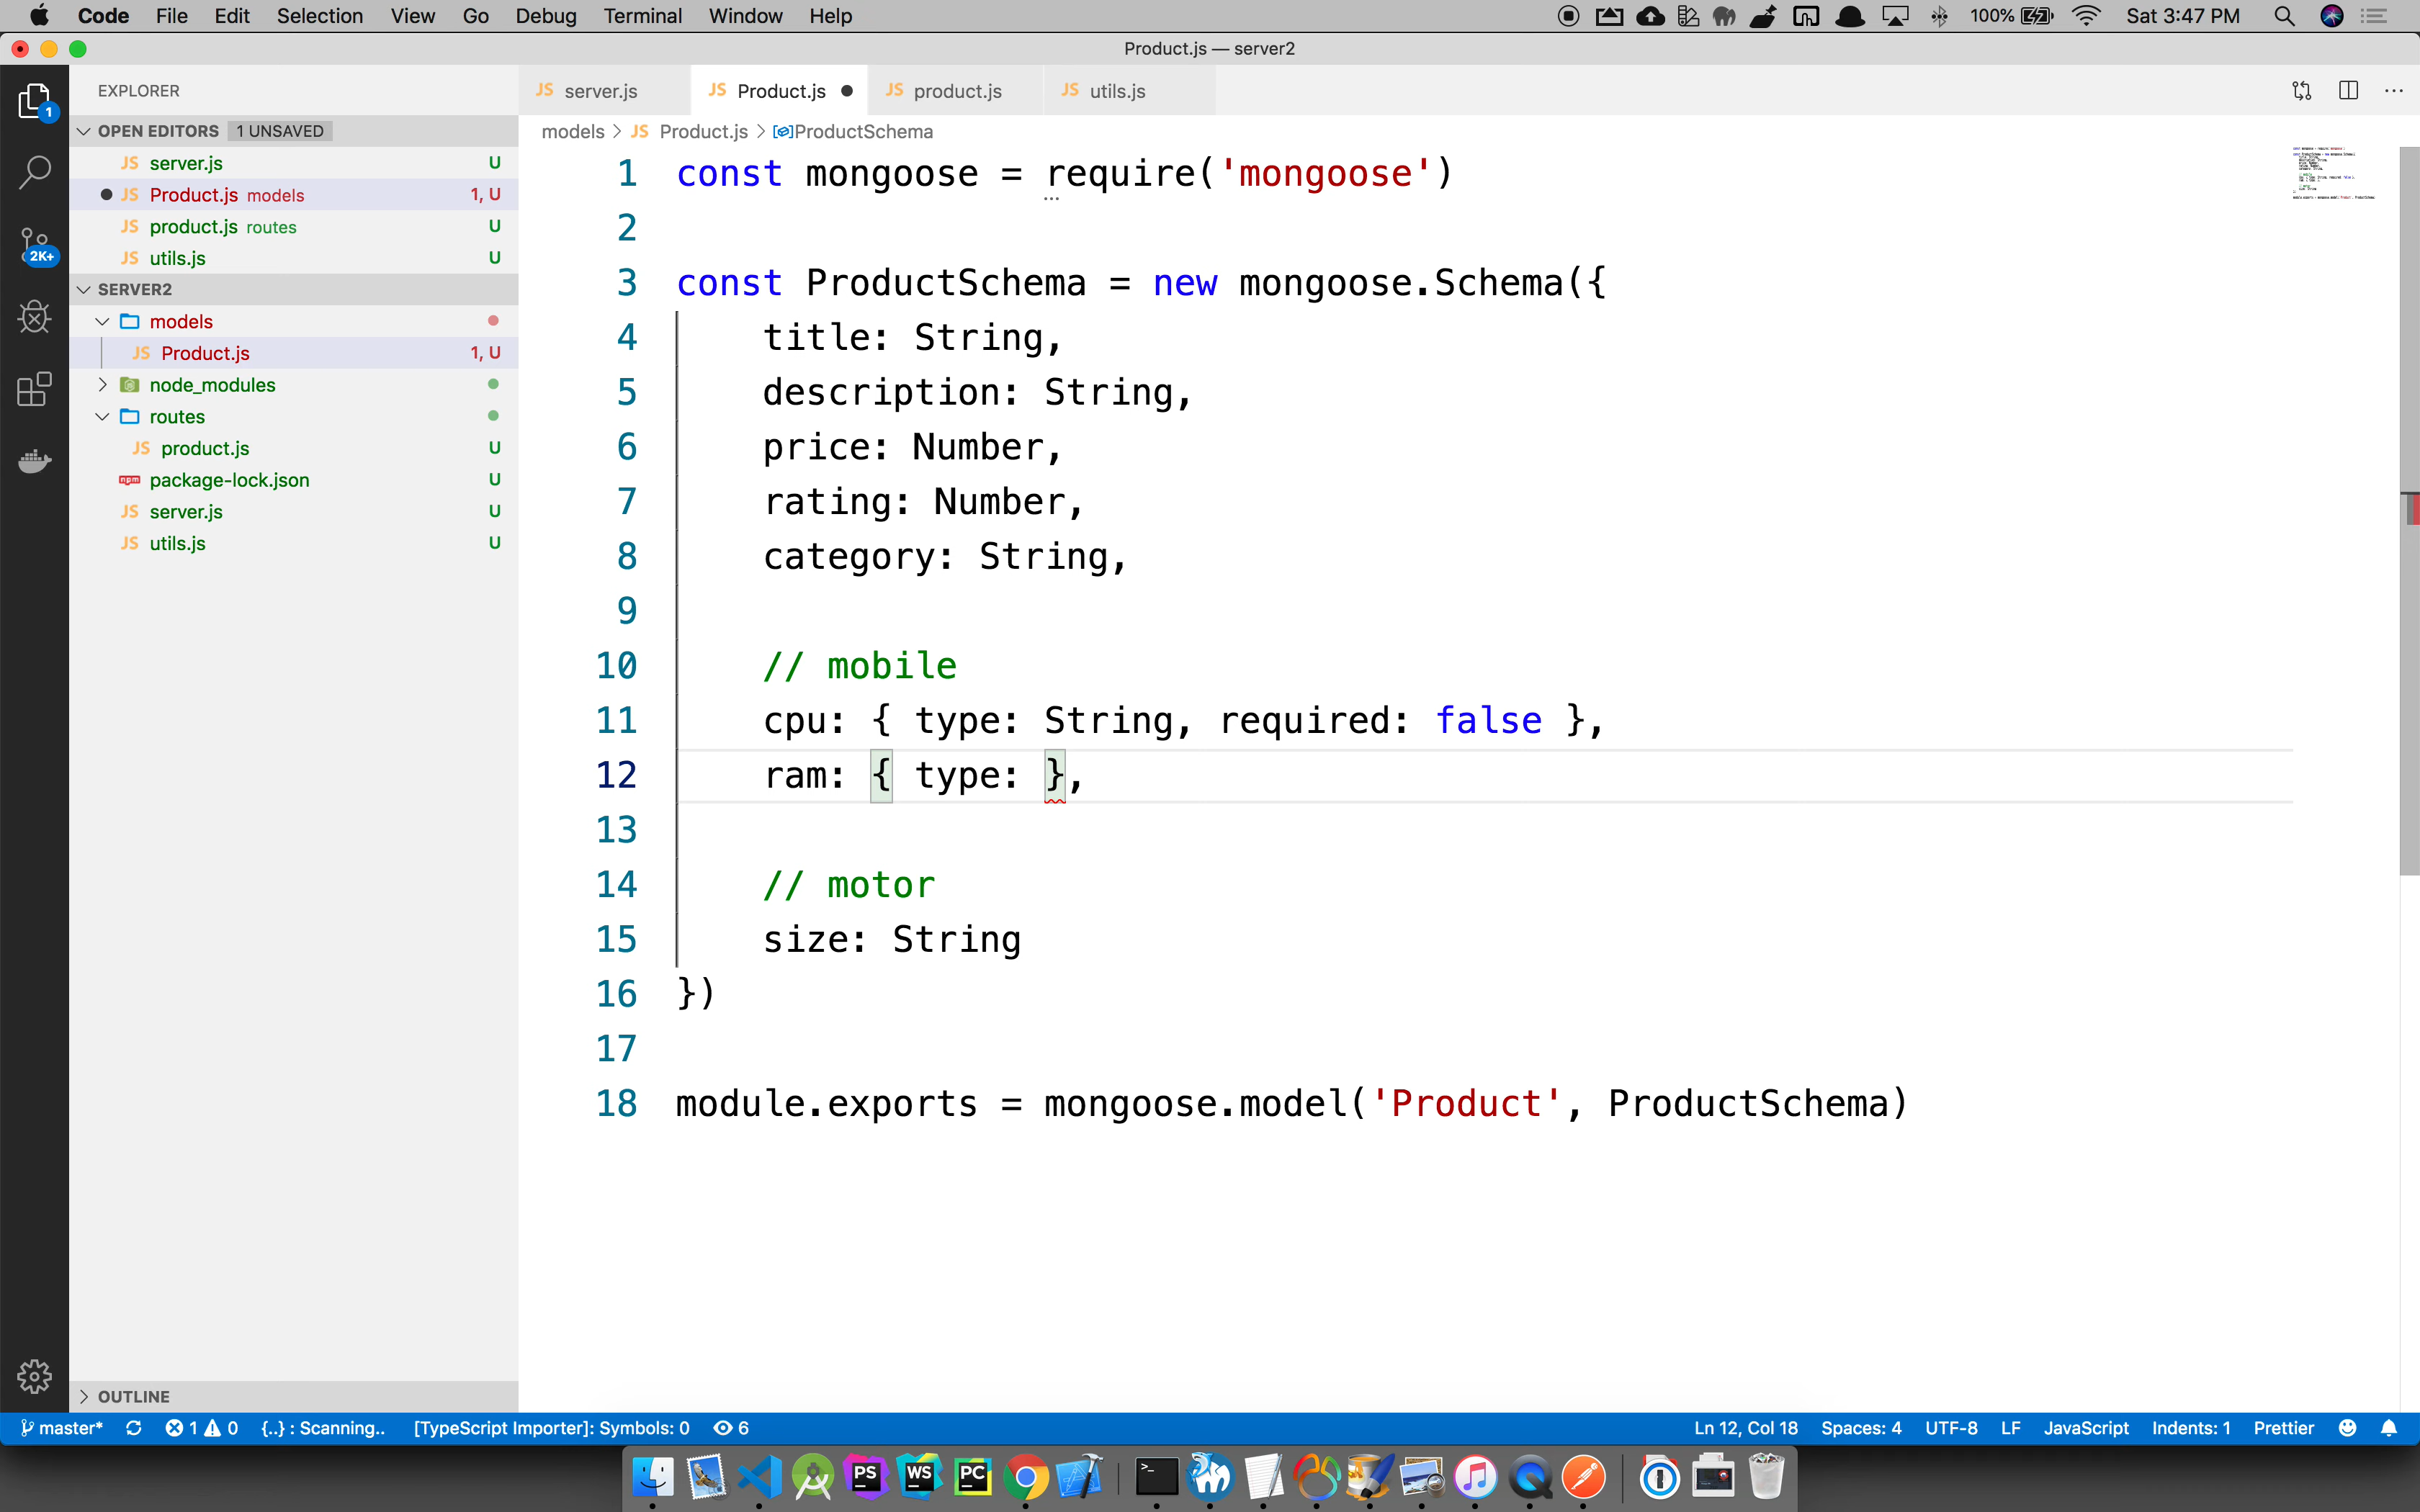 Code File Edit Selection View Go Debug Terminal Window Help 100% Sat 3:47 PM
Product.js — server2
EXPLORER
OPEN EDITORS 1 UNSAVED
JS server.js U
JS Product.js models 1, U
JS product.js routes U
JS utils.js U
SERVER2
models
JS Product.js 1, U
node_modules
routes
JS product.js U
npm package-lock.json U
JS server.js U
JS utils.js U
OUTLINE
1
2K+
JS server.js JS Product.js JS product.js JS utils.js
models > JS Product.js > ProductSchema
1 const mongoose = require('mongoose')
2
3 const ProductSchema = new mongoose.Schema({
4 title: String,
5 description: String,
6 price: Number,
7 rating: Number,
8 category: String,
9
10 // mobile
11 cpu: { type: String, required: false },
12 ram: { type: },
13
14 // motor
15 size: String
16 })
17
18 module.exports = mongoose.model('Product', ProductSchema)
master* 1 0 {..} : Scanning.. [TypeScript Importer]: Symbols: 0 6 Ln 12, Col 18 Spaces: 4 UTF-8 LF JavaScript Indents: 1 Prettier
PS WS PC